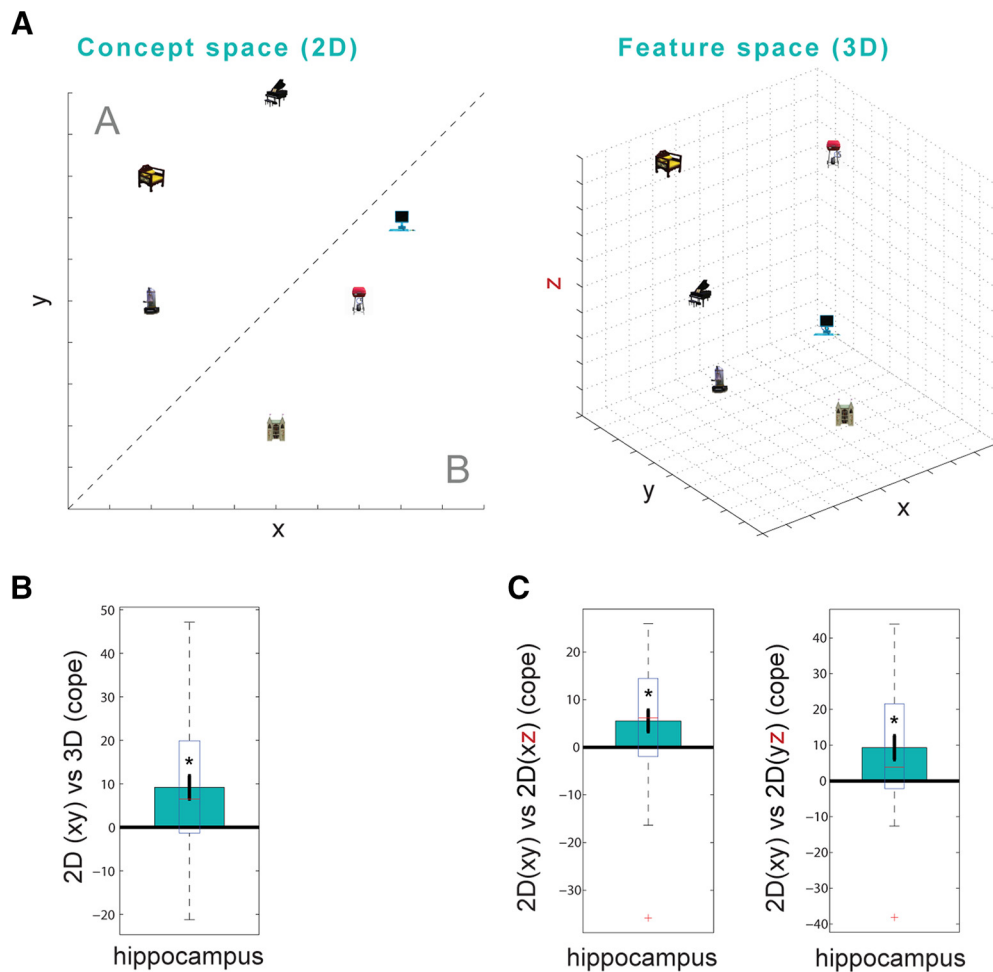 A
Concept space (2D)
Feature space (3D)
A
B
y
x
z
y
x
B
2D (xy) vs 3D (cope)
50
40
30
20
10
0
−10
−20
*
hippocampus
C
2D(xy) vs 2D(xz) (cope)
20
10
0
−10
−20
−30
*
hippocampus
2D(xy) vs 2D(yz) (cope)
40
30
20
10
0
−10
−20
−30
−40
*
hippocampus